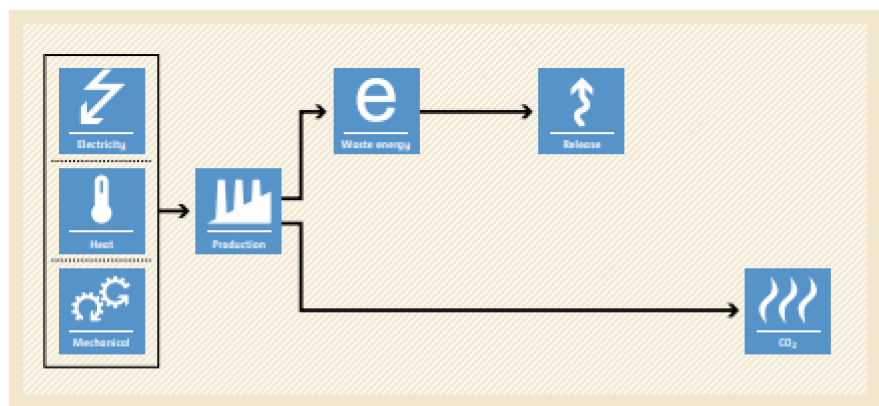 Electricity
Waste energy
Release
Heat
Production
Mechanical
CO₂